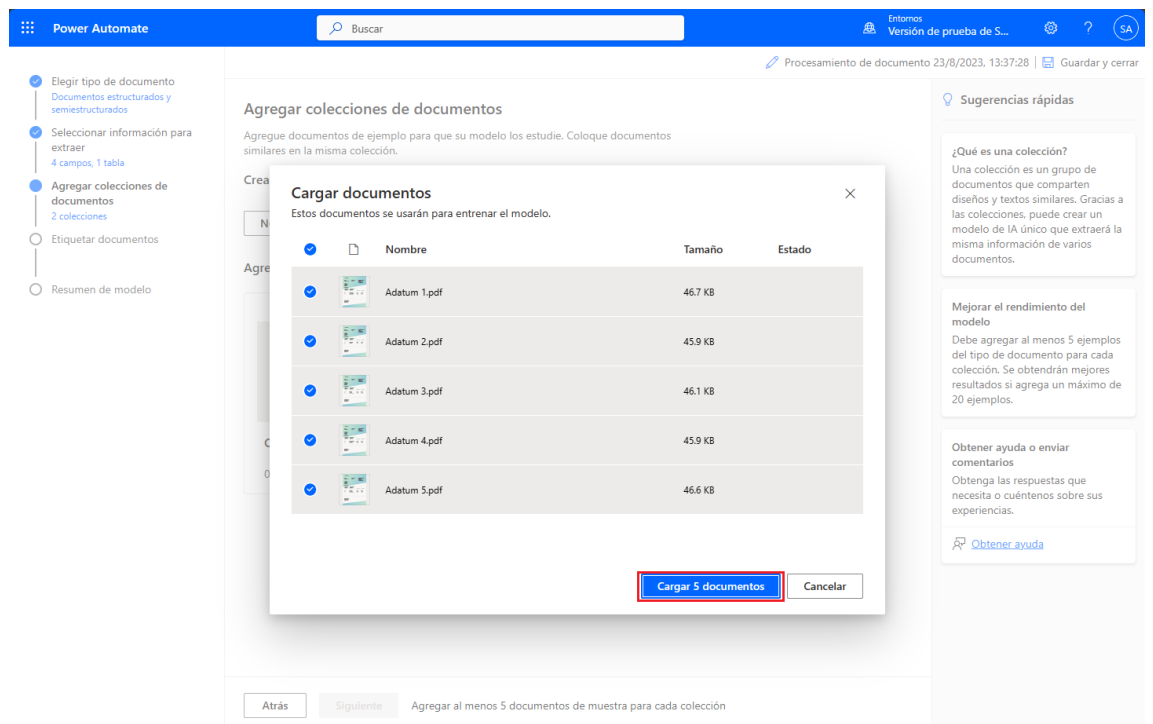 Power Automate
Buscar
Entornos
Versión de prueba de S...
?
SA
Procesamiento de documento 23/8/2023, 13:37:28
Guardar y cerrar
Elegir tipo de documento
Documentos estructurados y
semiestructurados
Seleccionar información para
extraer
4 campos, 1 tabla
Agregar colecciones de
documentos
2 colecciones
Etiquetar documentos
Resumen de modelo
Agregar colecciones de documentos
Agregue documentos de ejemplo para que su modelo los estudie. Coloque documentos
similares en la misma colección.
Crea
N
Agre
C
0
Cargar documentos
Estos documentos se usarán para entrenar el modelo.
Nombre Tamaño Estado
Adatum 1.pdf 46.7 KB
Adatum 2.pdf 45.9 KB
Adatum 3.pdf 46.1 KB
Adatum 4.pdf 45.9 KB
Adatum 5.pdf 46.6 KB
Cargar 5 documentos
Cancelar
Sugerencias rápidas
¿Qué es una colección?
Una colección es un grupo de
documentos que comparten
diseños y textos similares. Gracias a
las colecciones, puede crear un
modelo de IA único que extraerá la
misma información de varios
documentos.
Mejorar el rendimiento del
modelo
Debe agregar al menos 5 ejemplos
del tipo de documento para cada
colección. Se obtendrán mejores
resultados si agrega un máximo de
20 ejemplos.
Obtener ayuda o enviar
comentarios
Obtenga las respuestas que
necesita o cuéntenos sobre sus
experiencias.
Obtener ayuda
Atrás
Siguiente
Agregar al menos 5 documentos de muestra para cada colección